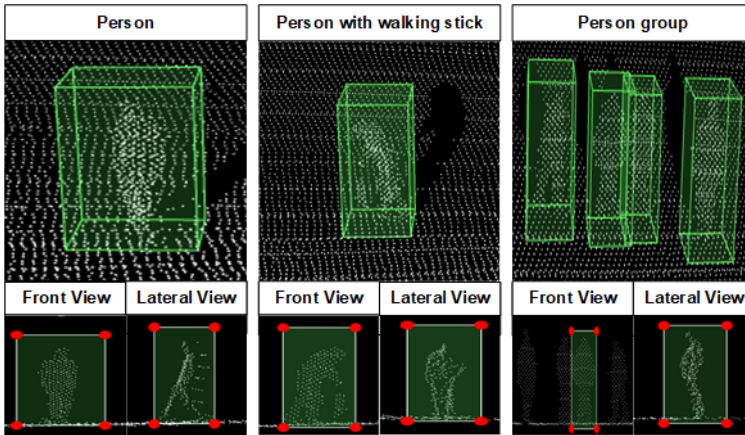 Person
Person with walking stick
Person group
Front View
Lateral View
Front View
Lateral View
Front View
Lateral View